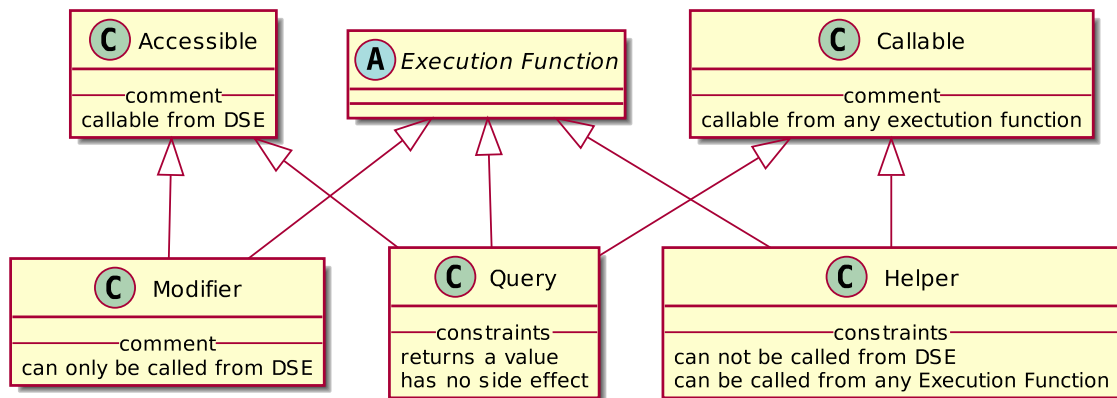 C Accessible
comment
callable from DSE
A Execution Function
C Callable
comment
callable from any exectution function
C Modifier
comment
can only be called from DSE
C Query
constraints
returns a value
has no side effect
C Helper
constraints
can not be called from DSE
can be called from any Execution Function